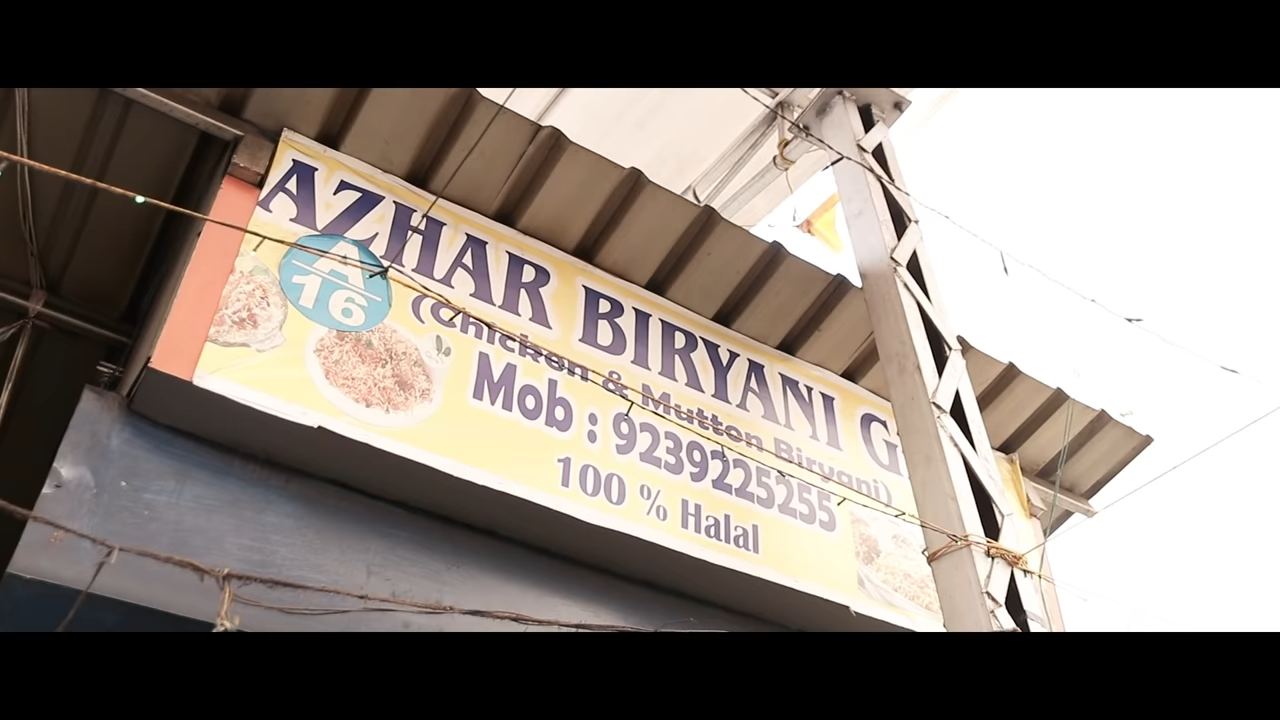 AZHAR BIRYANI
A
16
(Chicken & Mutton Biryani)
Mob : 9239225255
100 % Halal